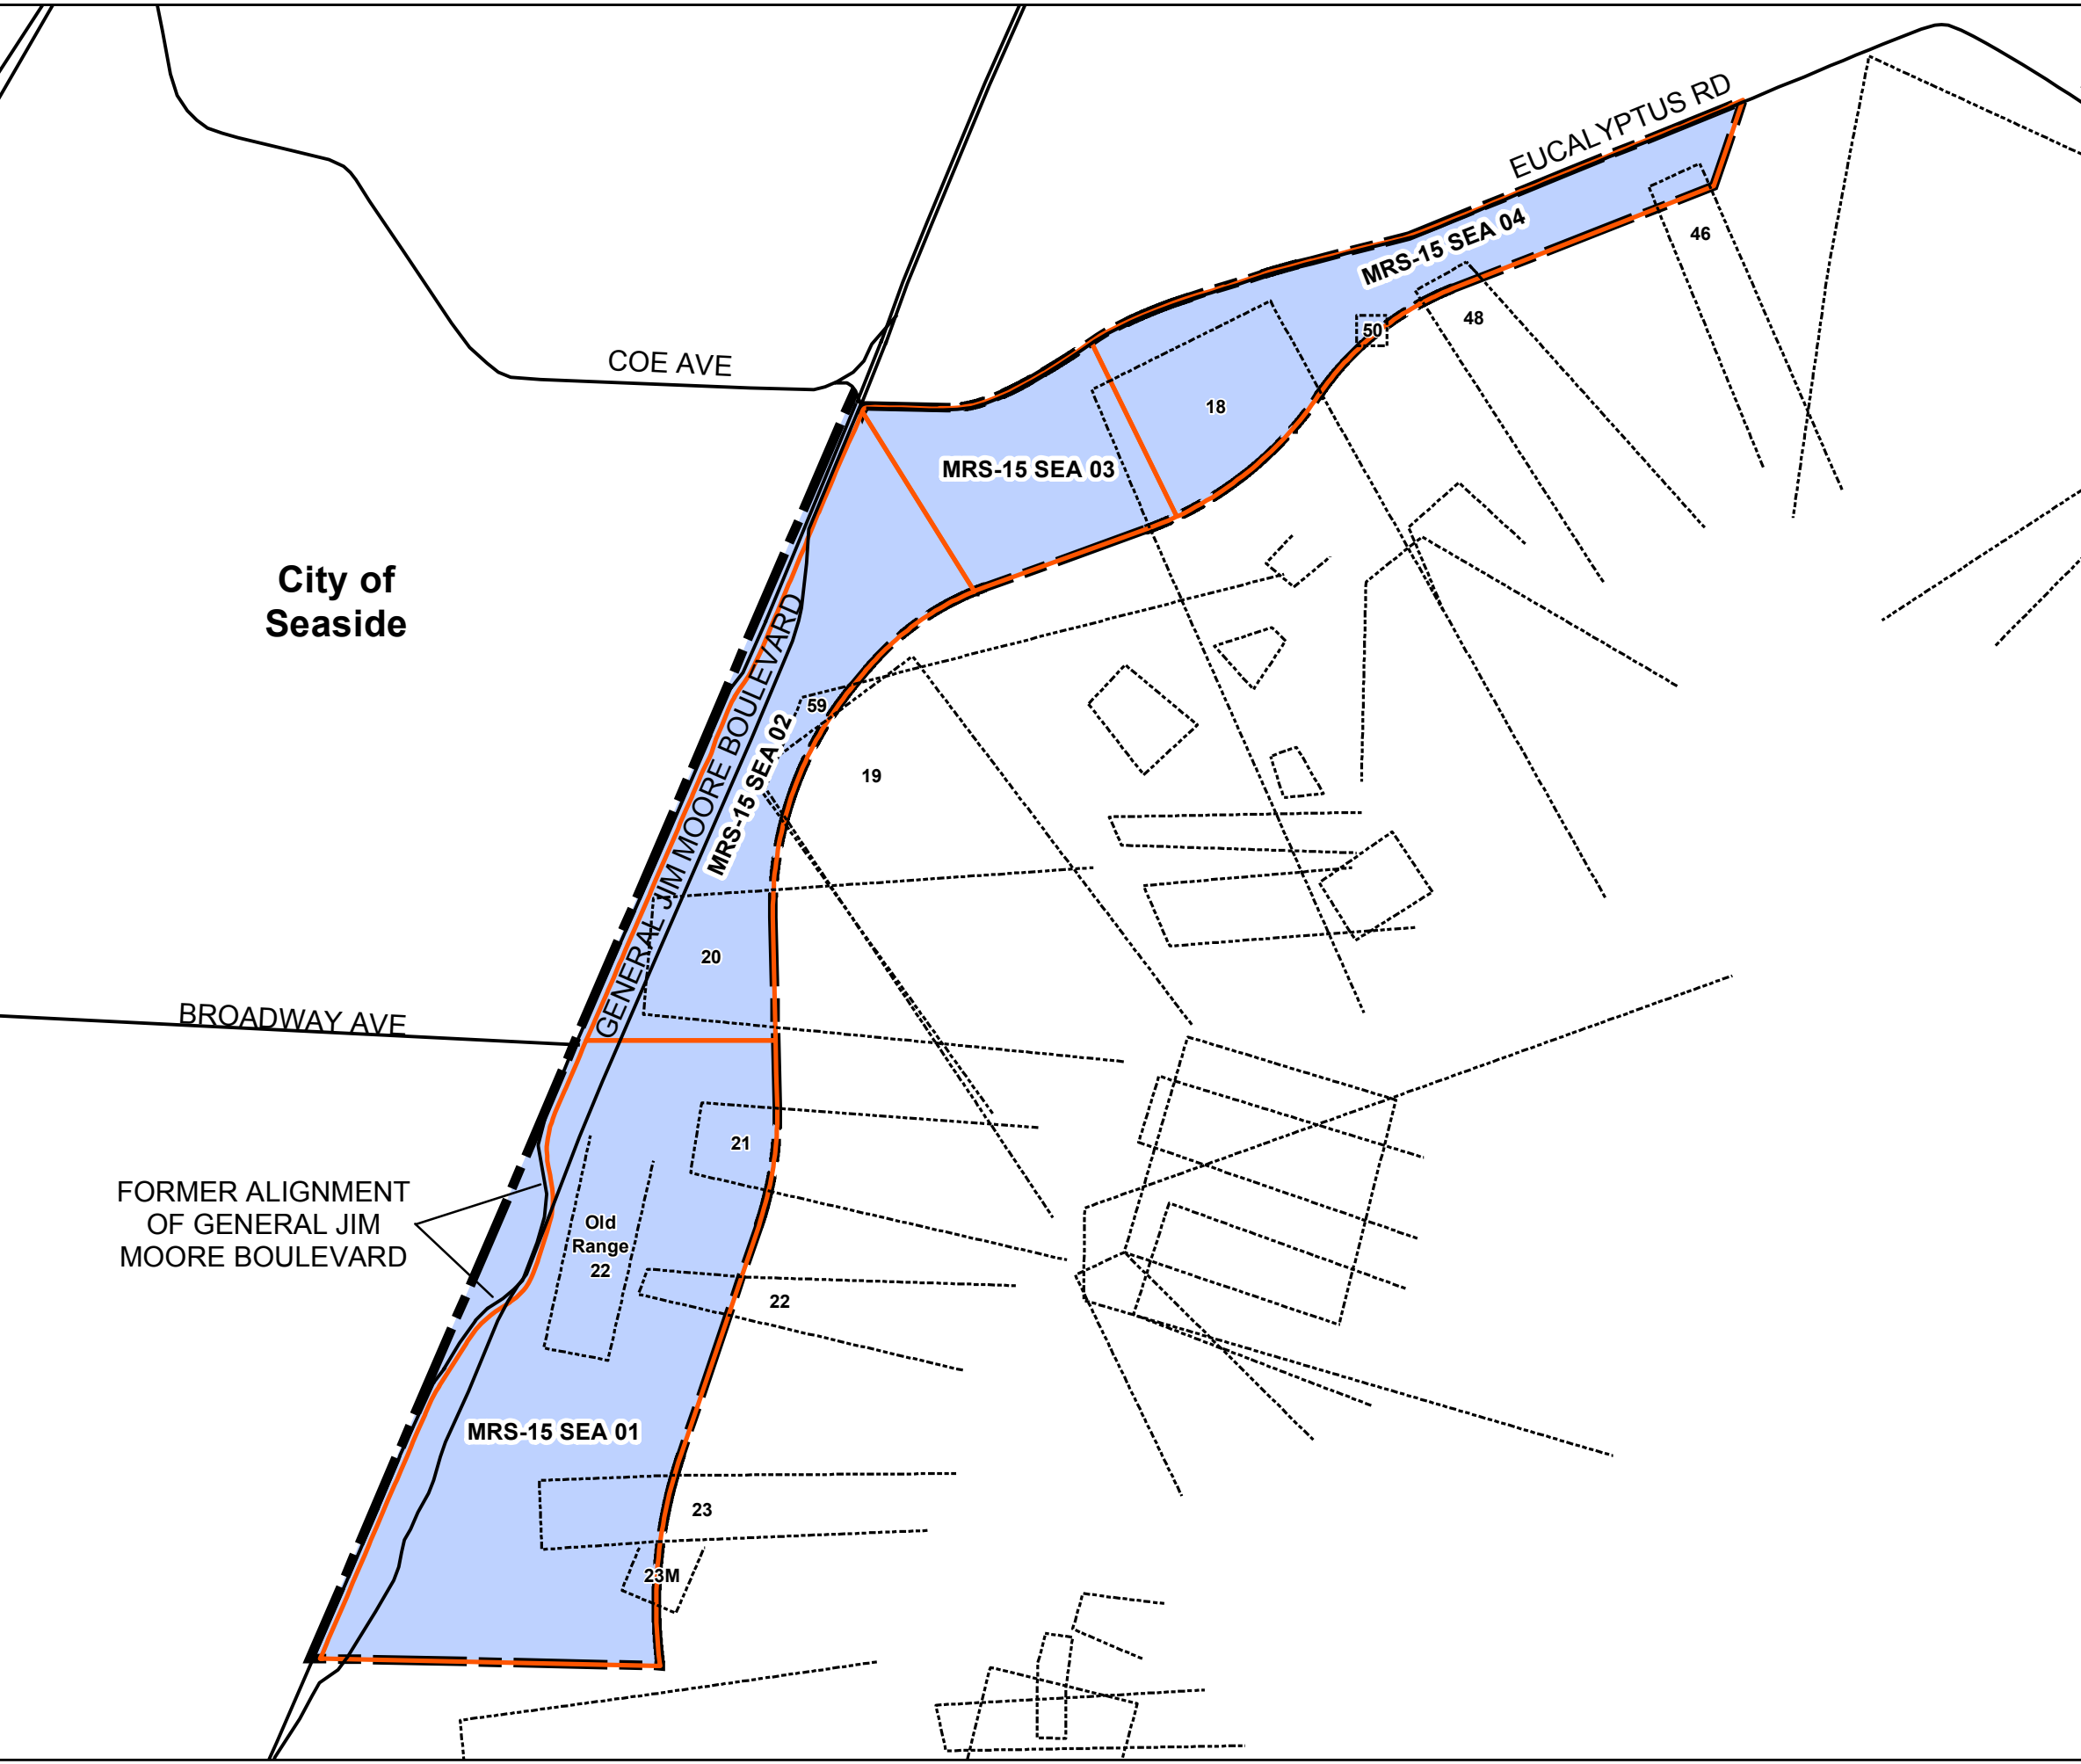 EUCALYPTUS RD
MRS-15 SEA 04
46
48
50
COE AVE
18
MRS-15 SEA 03
City of
Seaside
GENERAL JIM MOORE BOULEVARD
59
MRS-15 SEA 02
19
20
BROADWAY AVE
21
FORMER ALIGNMENT
OF GENERAL JIM
MOORE BOULEVARD
Old
Range
22
22
MRS-15 SEA 01
23
23M